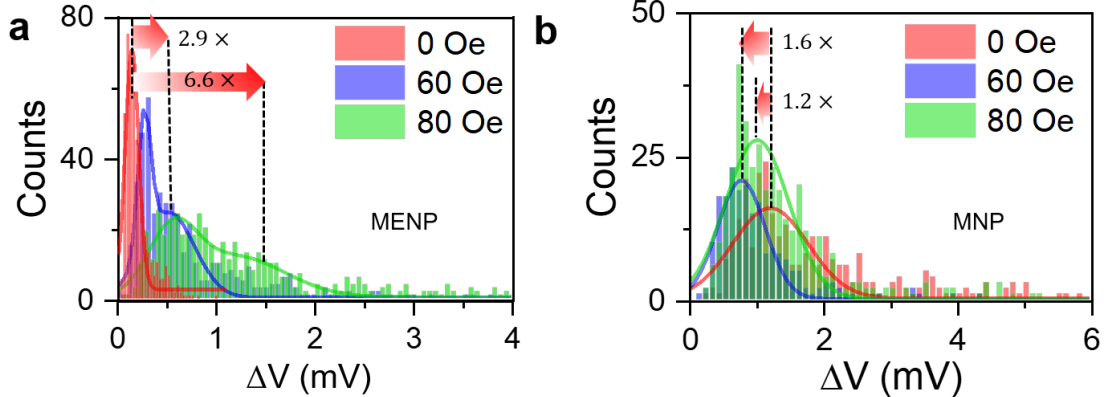 a
80
40
0
Counts
2.9 ×
6.6 ×
0 Oe
60 Oe
80 Oe
MENP
0
1
2
3
4
ΔV (mV)
b
50
25
0
Counts
1.6 ×
1.2 ×
0 Oe
60 Oe
80 Oe
MNP
0
2
4
6
ΔV (mV)